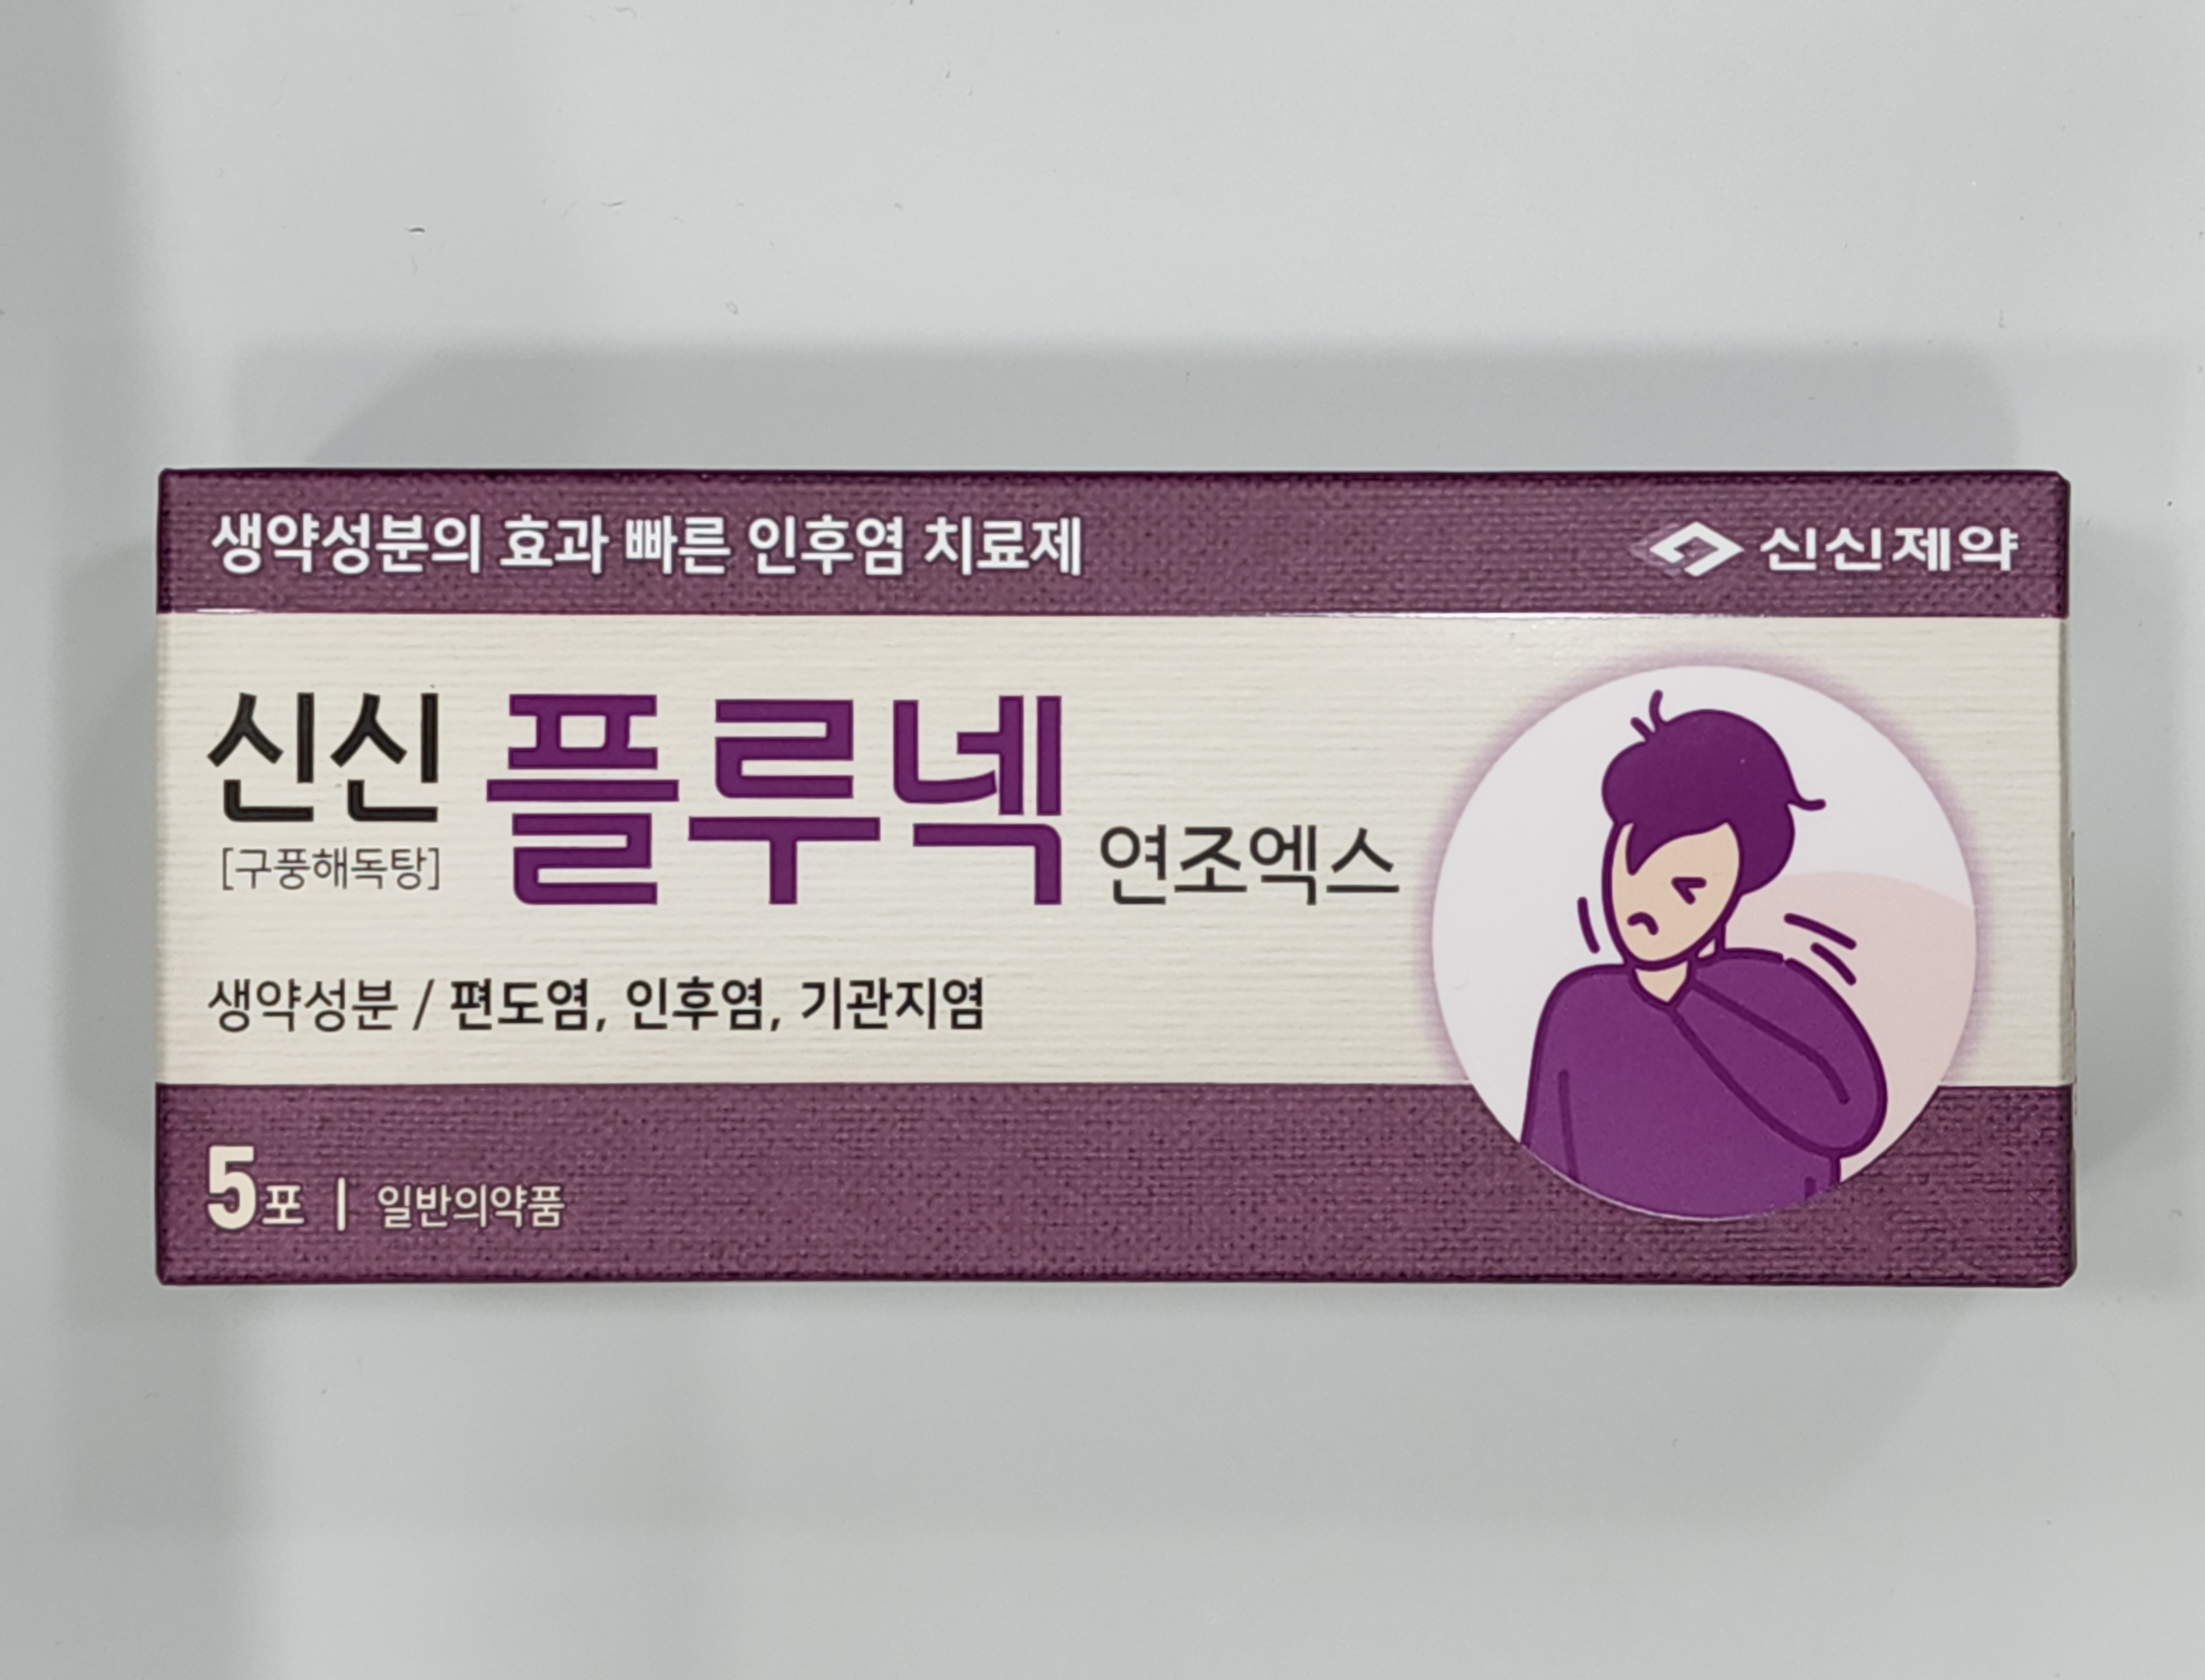 생약성분의 효과 빠른 인후염 치료제
신신제약
신신 플루넥 연조엑스
[구풍해독탕]
생약성분 / 편도염, 인후염, 기관지염
5포 | 일반의약품